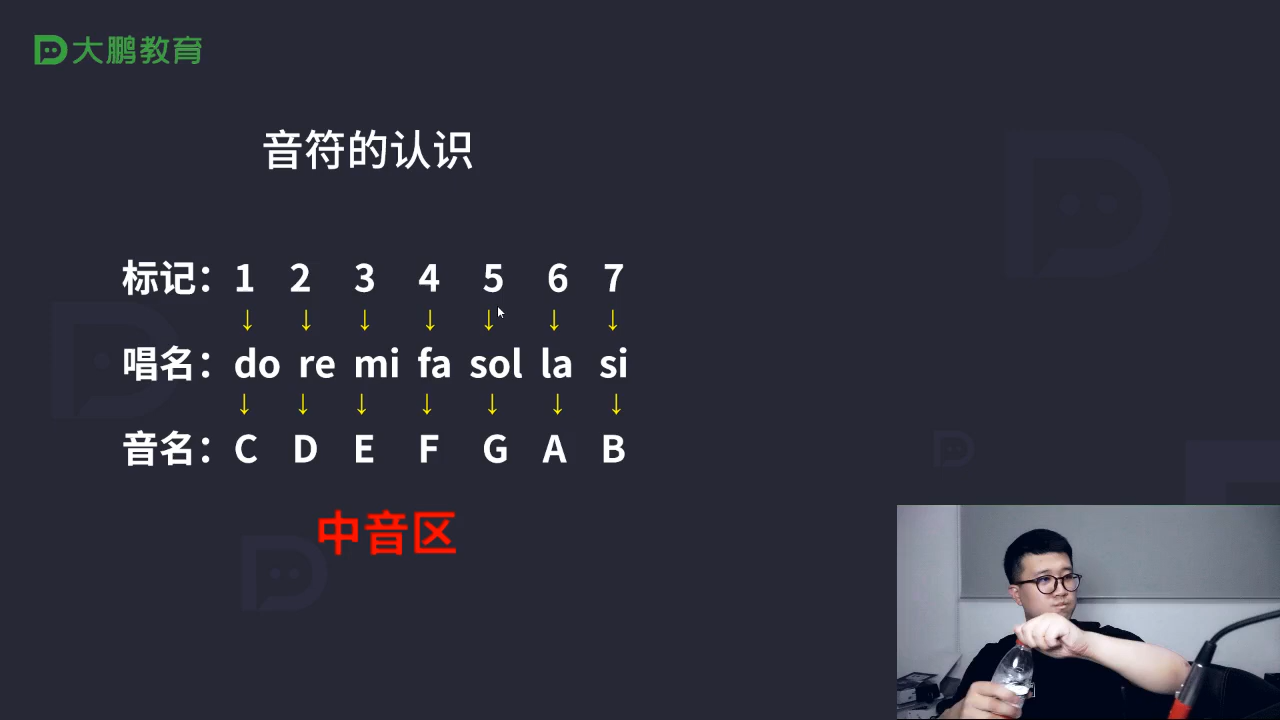 大鹏教育
音符的认识
标记：1 2 3 4 5 6 7
↓ ↓ ↓ ↓ ↓ ↓ ↓
唱名：do re mi fa sol la si
↓ ↓ ↓ ↓ ↓ ↓ ↓
音名：C D E F G A B
中音区